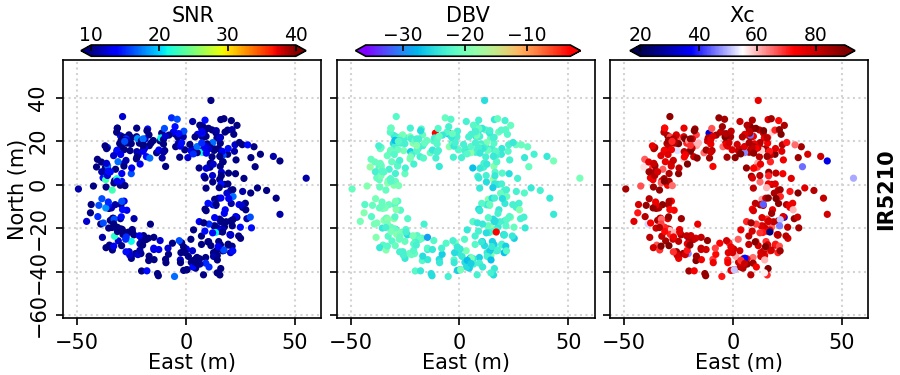 SNR DBV Xc
10 20 30 40 −30 −20 −10 20 40 60 80
North (m)
40
20
0
−20
−40
−60
IR5210
−50 0 50 −50 0 50 −50 0 50
East (m) East (m) East (m)